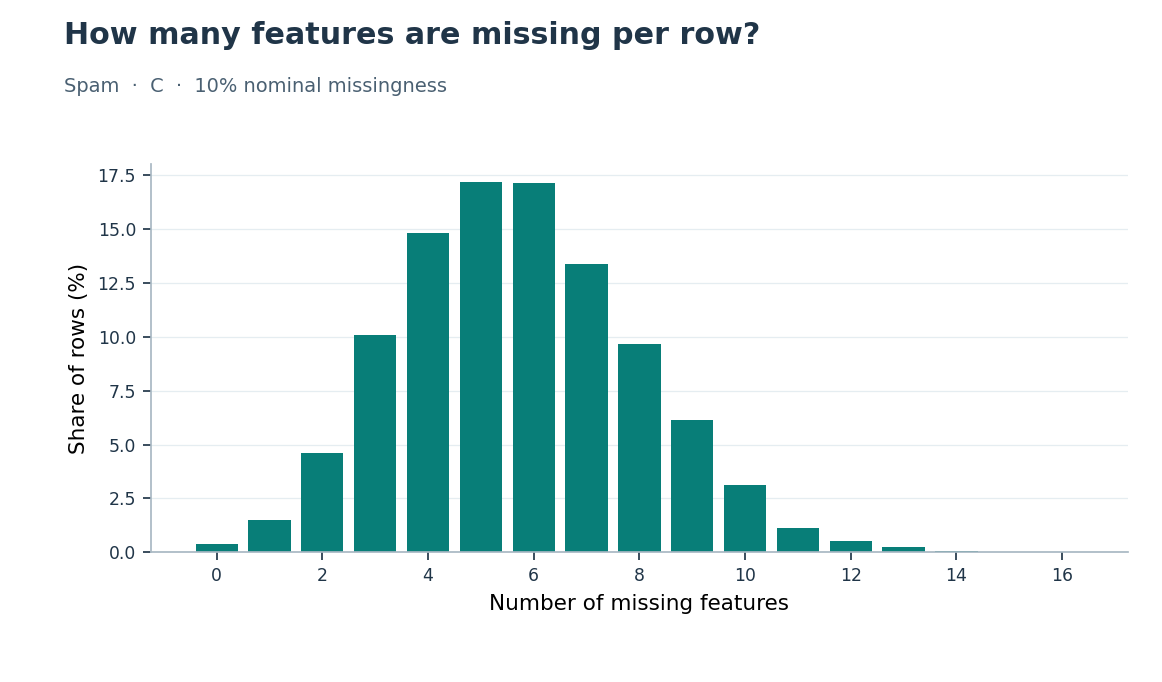 How many features are missing per row?
Spam · C · 10% nominal missingness
17.5
15.0
12.5
10.0
7.5
5.0
2.5
0.0
Share of rows (%)
0 2 4 6 8 10 12 14 16
Number of missing features